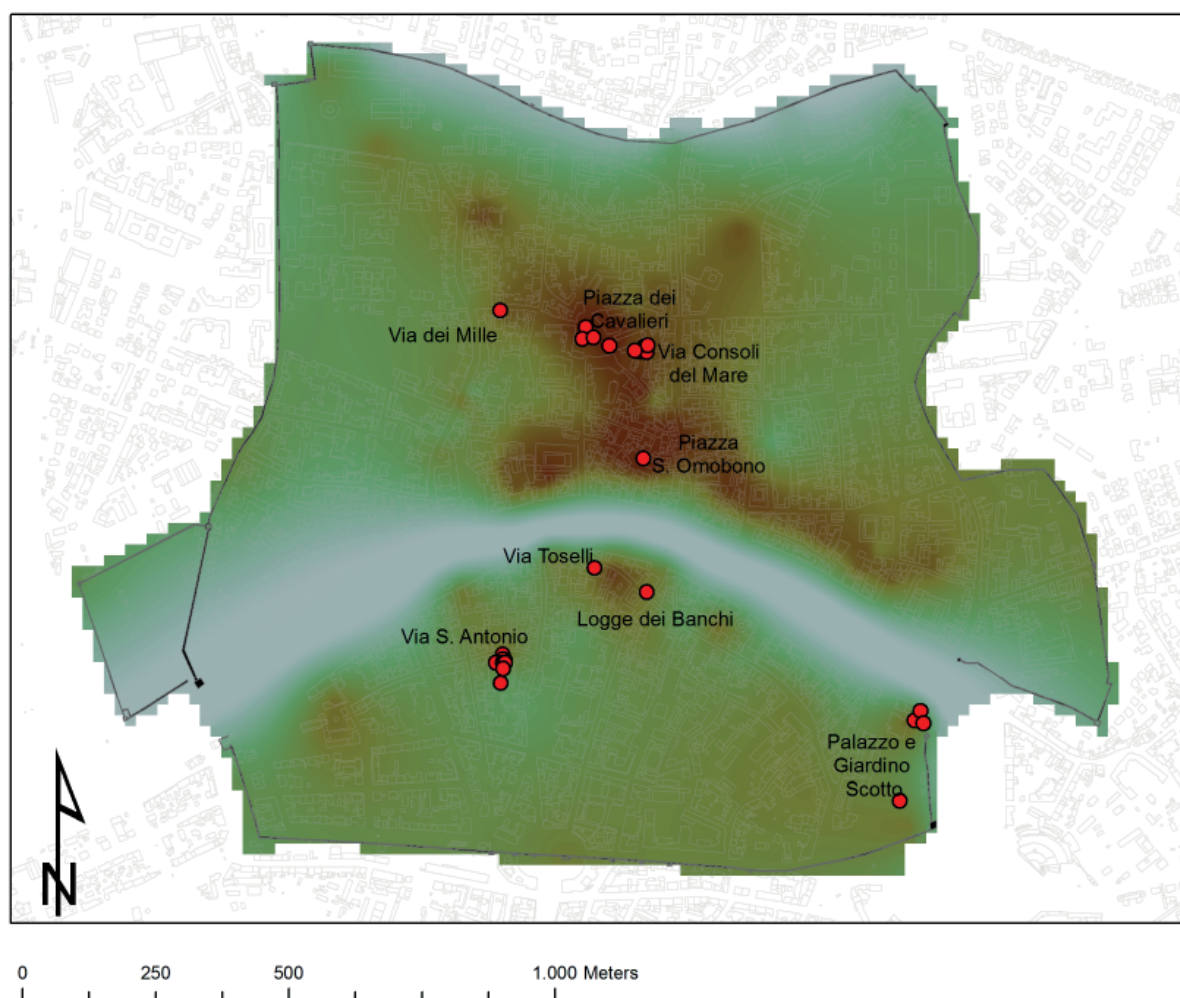 Piazza dei
Cavalieri
Via dei Mille
Via Consoli
del Mare
Piazza
S. Omobono
Via Toselli
Logge dei Banchi
Via S. Antonio
Palazzo e
Giardino
Scotto
N
0 250 500 1.000 Meters